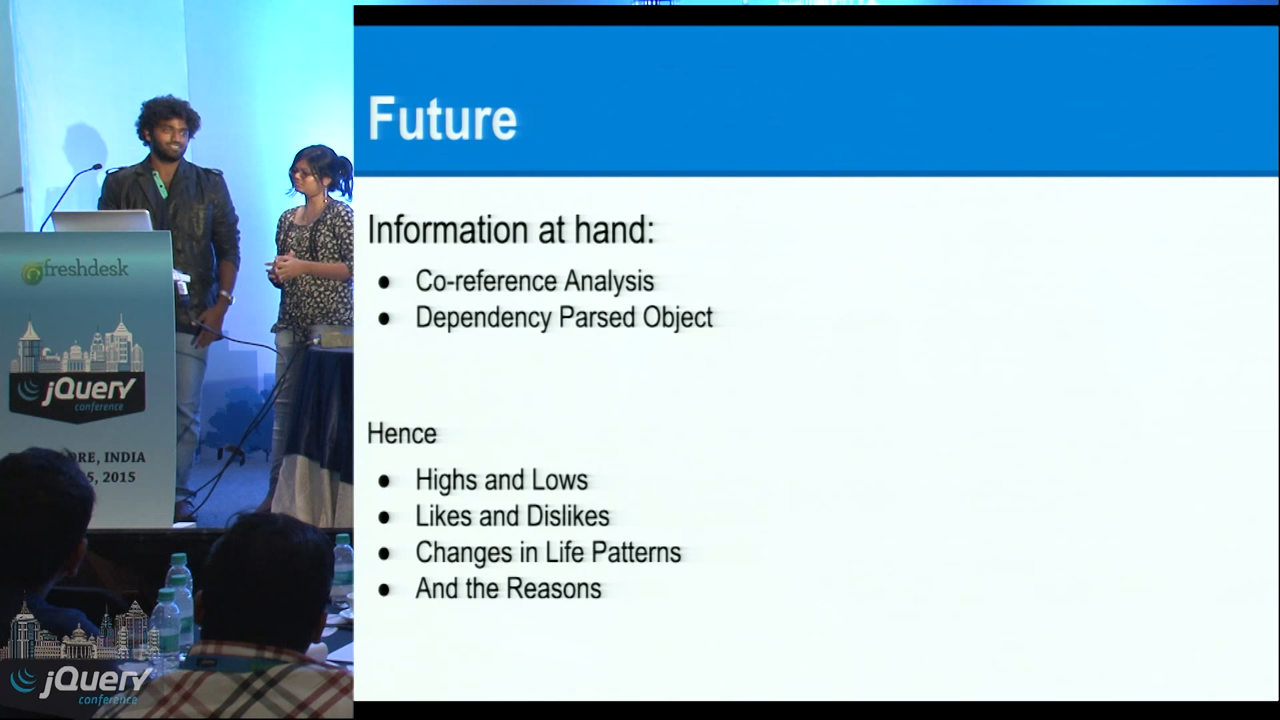 Future
Information at hand:
● Co-reference Analysis
● Dependency Parsed Object
Hence
● Highs and Lows
● Likes and Dislikes
● Changes in Life Patterns
● And the Reasons
freshdesk
jQuery
conference
INDIA
2015
jQuery
conference